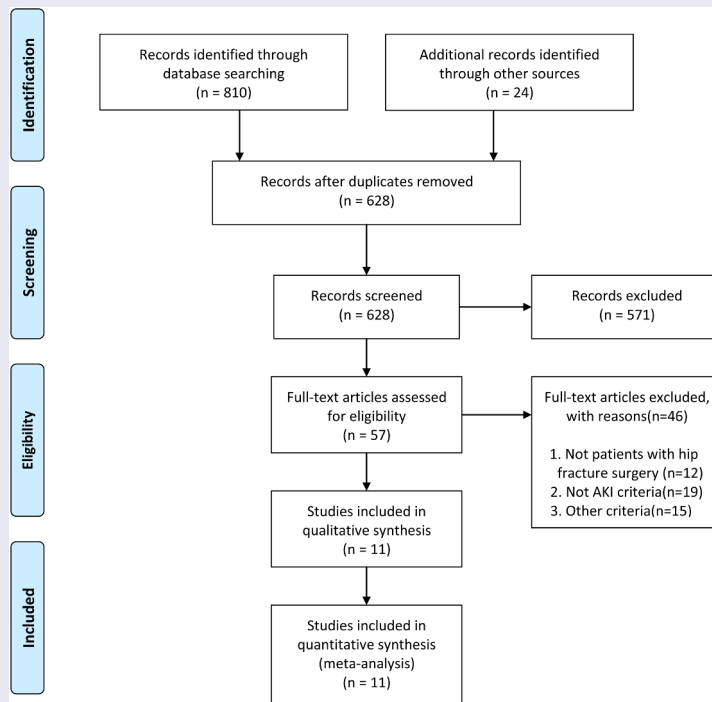 Identification
Records identified through
database searching
(n = 810)
Additional records identified
through other sources
(n = 24)
Records after duplicates removed
(n = 628)
Screening
Records screened
(n = 628)
Records excluded
(n = 571)
Eligibility
Full-text articles assessed
for eligibility
(n = 57)
Full-text articles excluded,
with reasons(n=46)
1. Not patients with hip
fracture surgery (n=12)
2. Not AKI criteria(n=19)
3. Other criteria(n=15)
Studies included in
qualitative synthesis
(n = 11)
Included
Studies included in
quantitative synthesis
(meta-analysis)
(n = 11)